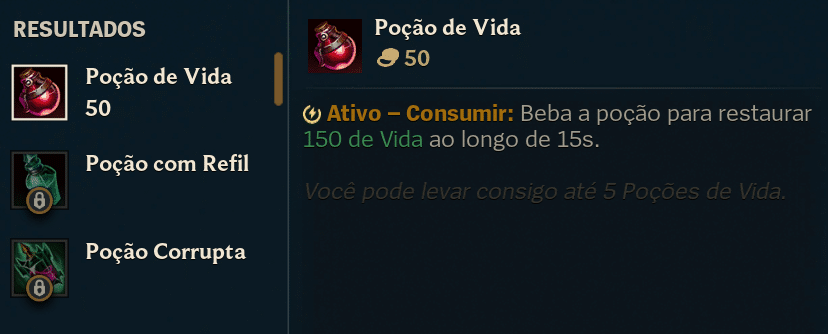 RESULTADOS
Poção de Vida
50
Poção com Refil
Poção Corrupta
Poção de Vida
50
Ativo – Consumir: Beba a poção para restaurar
150 de Vida ao longo de 15s.
Você pode levar consigo até 5 Poções de Vida.